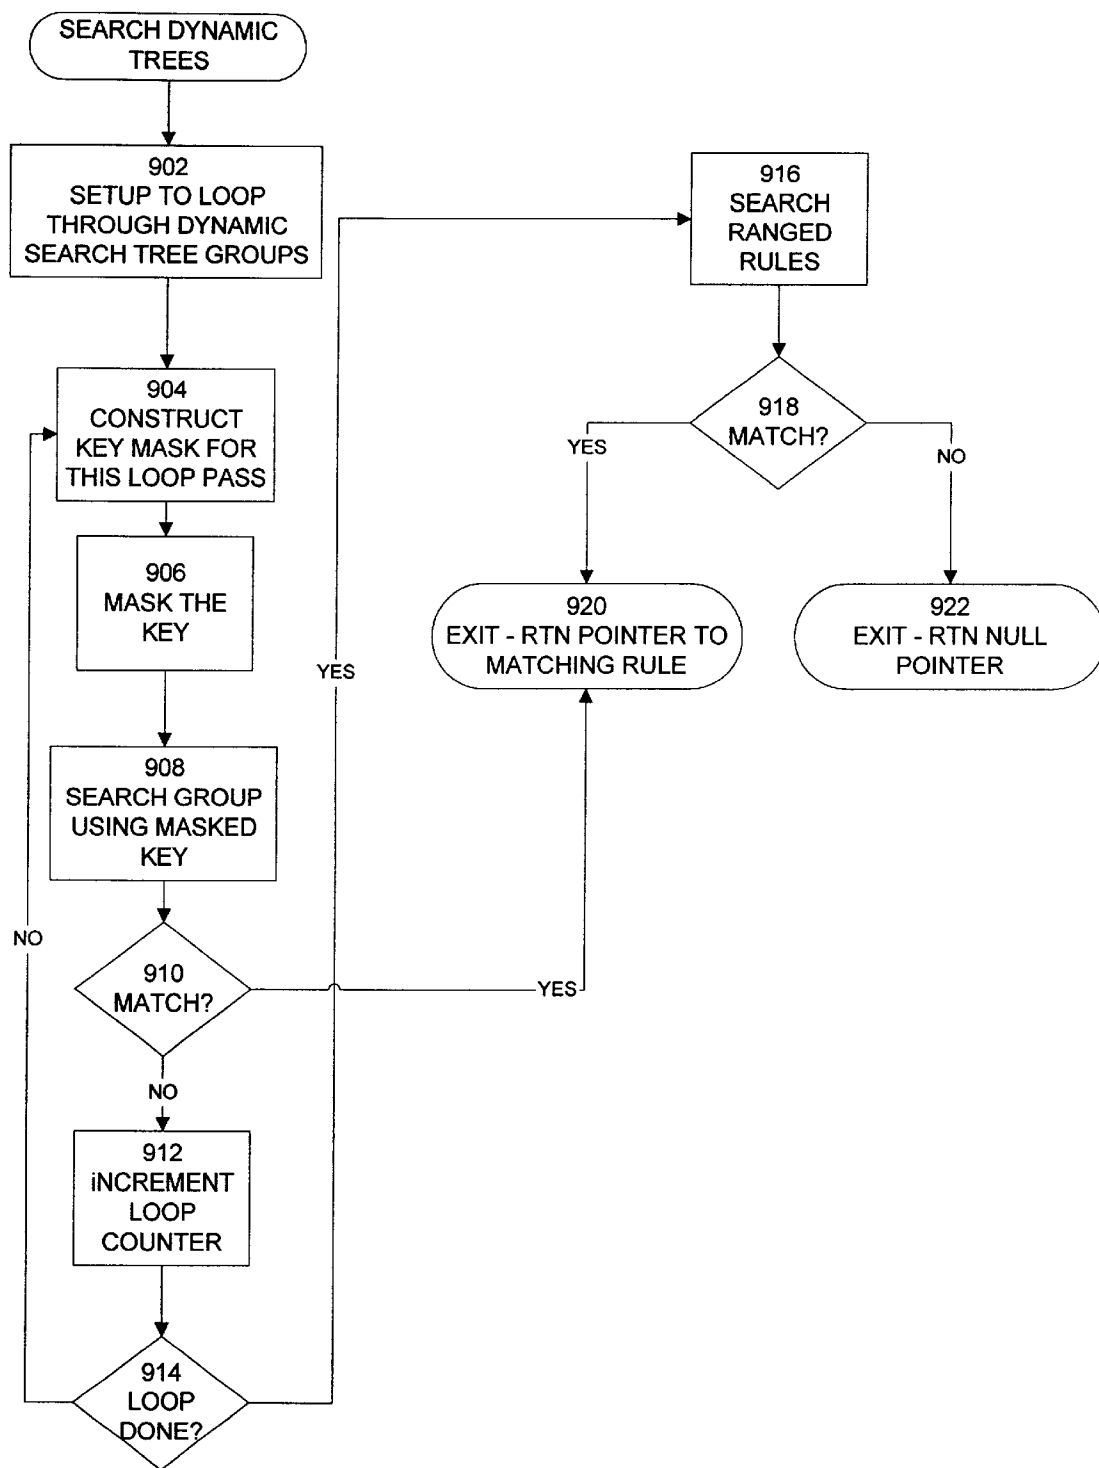 SEARCH DYNAMIC
TREES
902
SETUP TO LOOP
THROUGH DYNAMIC
SEARCH TREE GROUPS
904
CONSTRUCT
KEY MASK FOR
THIS LOOP PASS
906
MASK THE
KEY
908
SEARCH GROUP
USING MASKED
KEY
NO
910
MATCH?
YES
NO
912
iNCREMENT
LOOP
COUNTER
914
LOOP
DONE?
YES
916
SEARCH
RANGED
RULES
918
MATCH?
YES
NO
920
EXIT - RTN POINTER TO
MATCHING RULE
922
EXIT - RTN NULL
POINTER